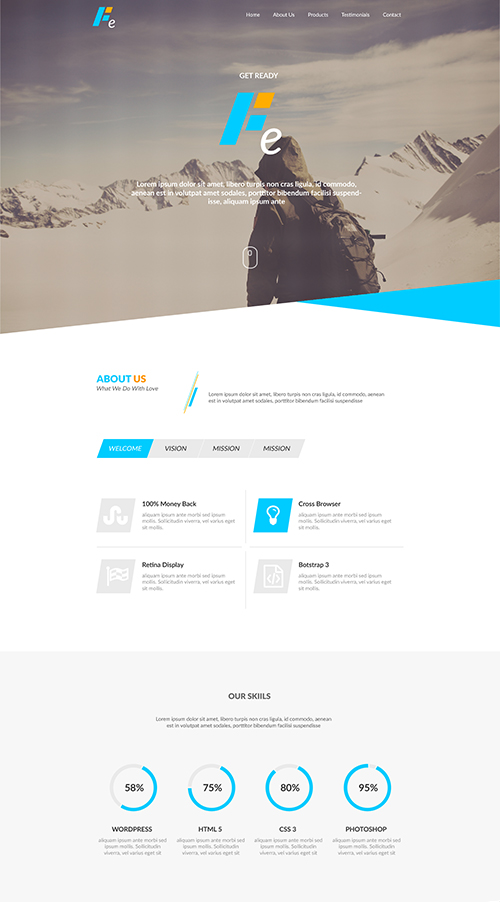 Fe
Home About Us Products Testimonials Contact
GET READY
Fe
Lorem ipsum dolor sit amet, libero turpis non cras ligula, id commodo,
aenean est in volutpat amet sodales, porttitor bibendum facilisi suspend-
isse, aliquam ipsum ante
ABOUT US
What We Do With Love
Lorem ipsum dolor sit amet, libero turpis non cras ligula, id commodo, aenean
est in volutpat amet sodales, porttitor bibendum facilisi suspendisse
WELCOME VISION MISSION MISSION
100% Money Back
aliquam ipsum ante morbi sed ipsum
mollis. Sollicitudin viverra, vel varius eget
sit mollis.
Cross Browser
aliquam ipsum ante morbi sed ipsum
mollis. Sollicitudin viverra, vel varius eget
sit mollis.
Retina Display
aliquam ipsum ante morbi sed ipsum
mollis. Sollicitudin viverra, vel varius eget
sit mollis.
Botstrap 3
aliquam ipsum ante morbi sed ipsum
mollis. Sollicitudin viverra, vel varius eget
sit mollis.
OUR SKIILS
Lorem ipsum dolor sit amet, libero turpis non cras ligula, id commodo, aenean
est in volutpat amet sodales, porttitor bibendum facilisi suspendisse
58% 75% 80% 95%
WORDPRESS
aliquam ipsum ante morbi sed
ipsum mollis. Sollicitudin
viverra, vel varius eget sit
HTML 5
aliquam ipsum ante morbi sed
ipsum mollis. Sollicitudin
viverra, vel varius eget sit
CSS 3
aliquam ipsum ante morbi sed
ipsum mollis. Sollicitudin
viverra, vel varius eget sit
PHOTOSHOP
aliquam ipsum ante morbi sed
ipsum mollis. Sollicitudin
viverra, vel varius eget sit